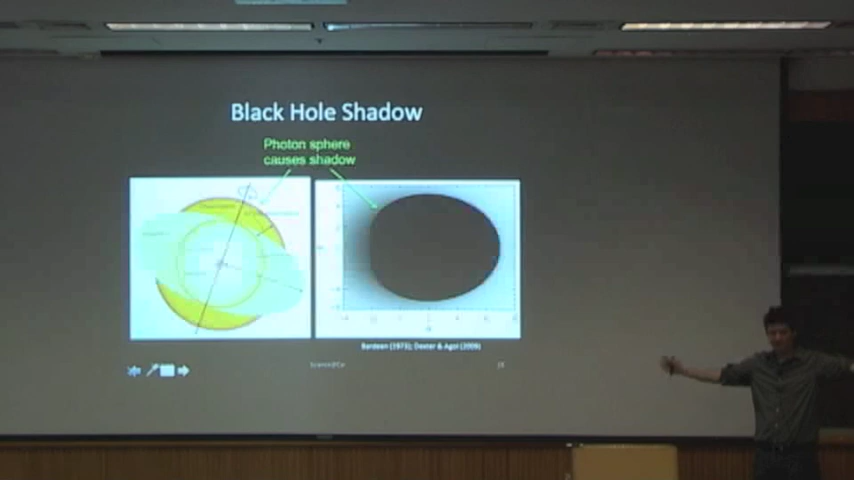 Black Hole Shadow
Photon sphere
causes shadow
Bardeen (1973); Dexter & Agol (2009)